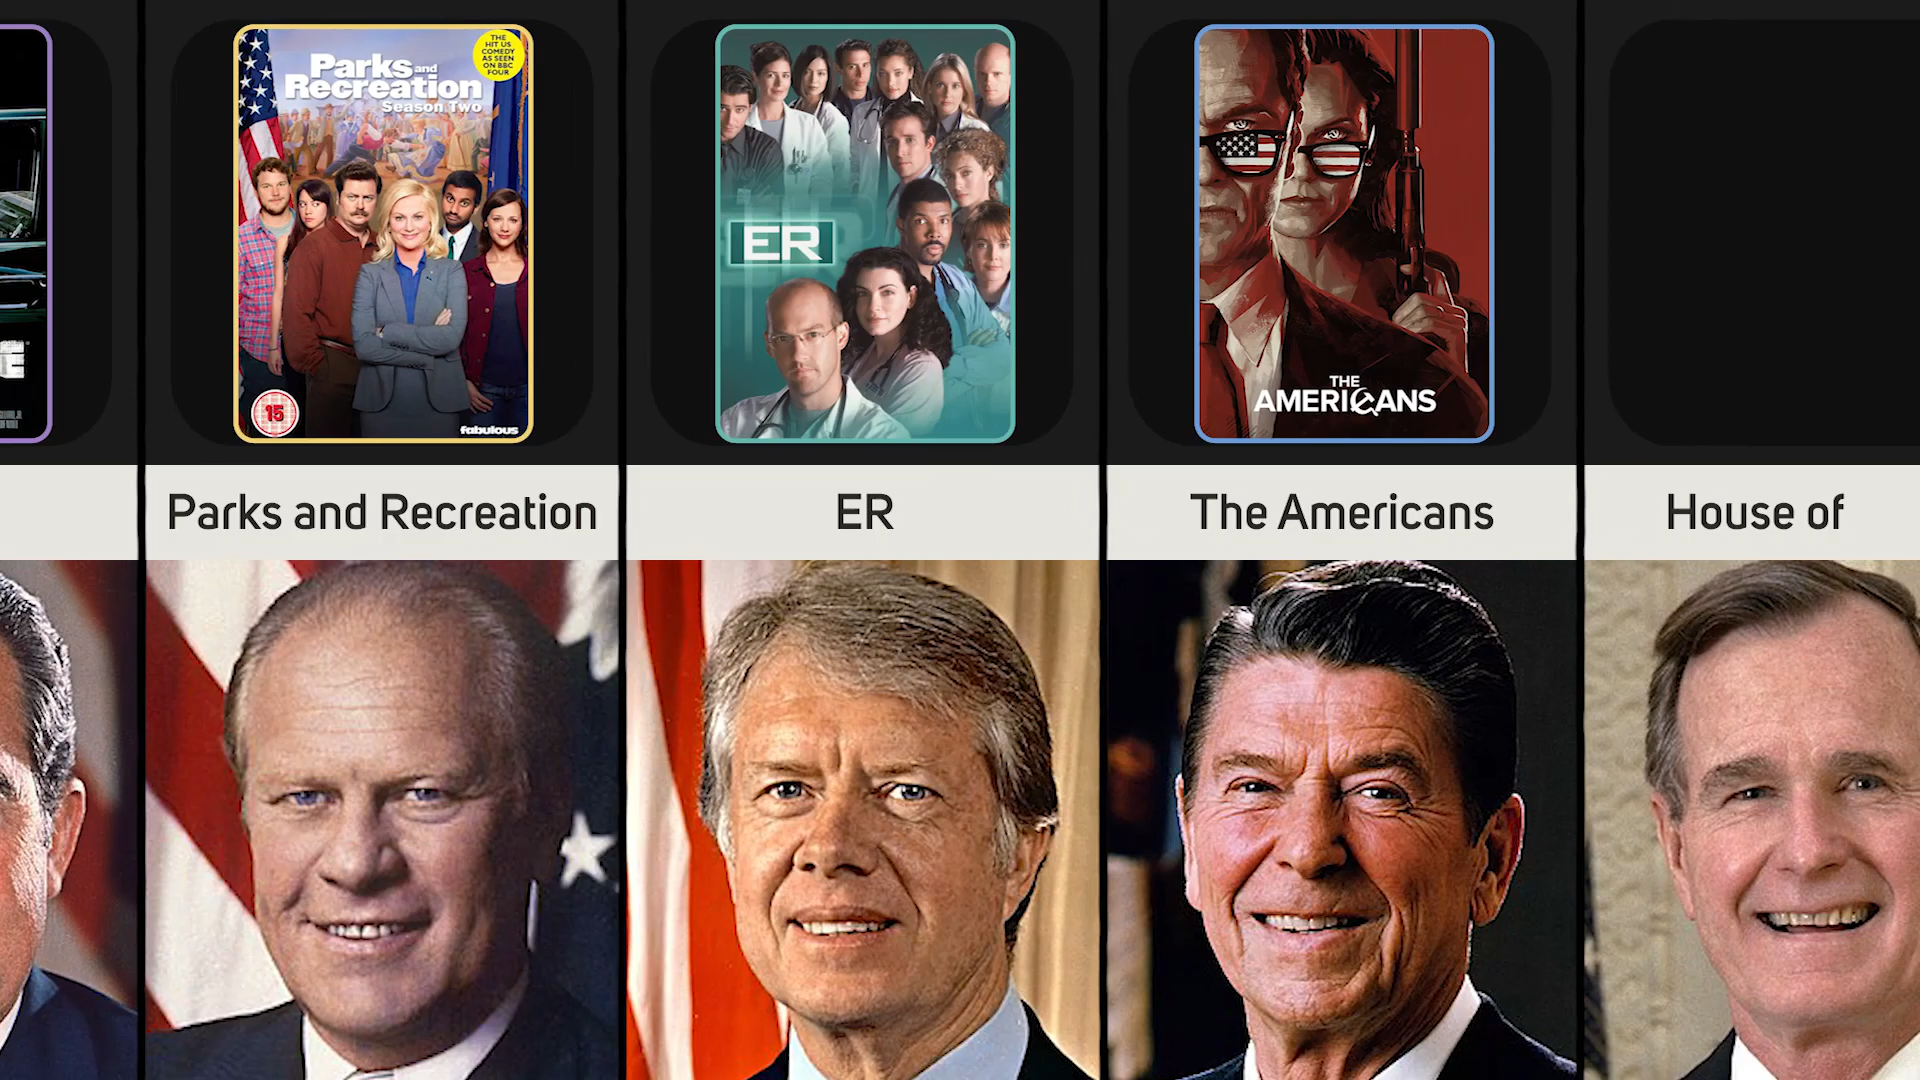 THE
HIT US
COMEDY
AS SEEN
ON BBC
FOUR
Parks and
Recreation
Season Two
15
fabulous
ER
THE
AMERICANS
E
Parks and Recreation
ER
The Americans
House of